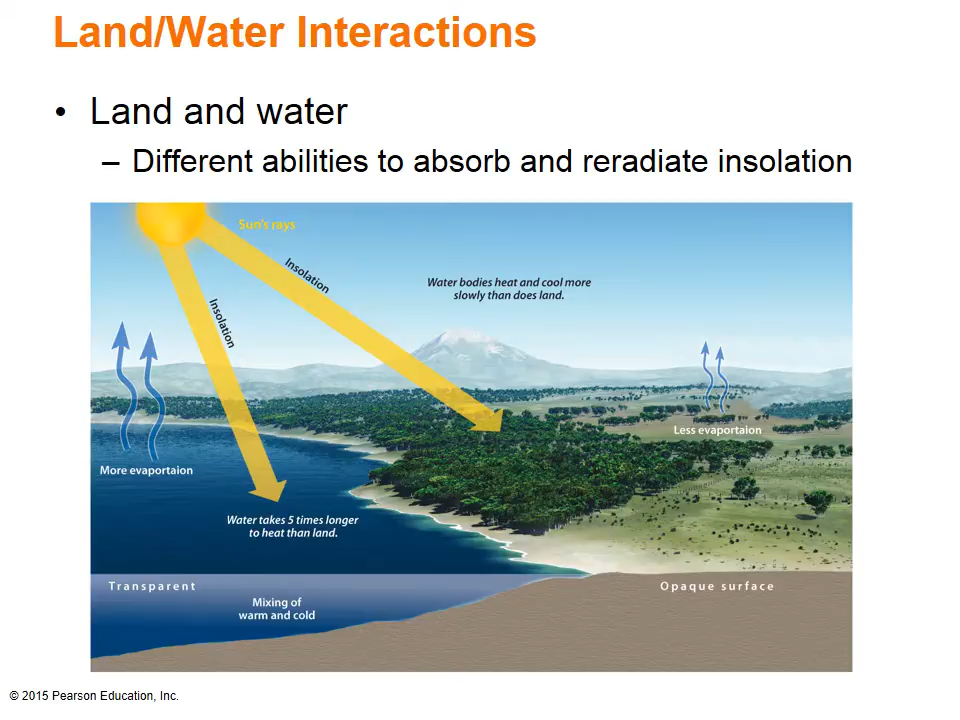 Land/Water Interactions
• Land and water
– Different abilities to absorb and reradiate insolation
Sun's rays
Insolation
Insolation
Water bodies heat and cool more
slowly than does land.
Less evaportaion
More evaportaion
Water takes 5 times longer
to heat than land.
Transparent
Opaque surface
Mixing of
warm and cold
© 2015 Pearson Education, Inc.